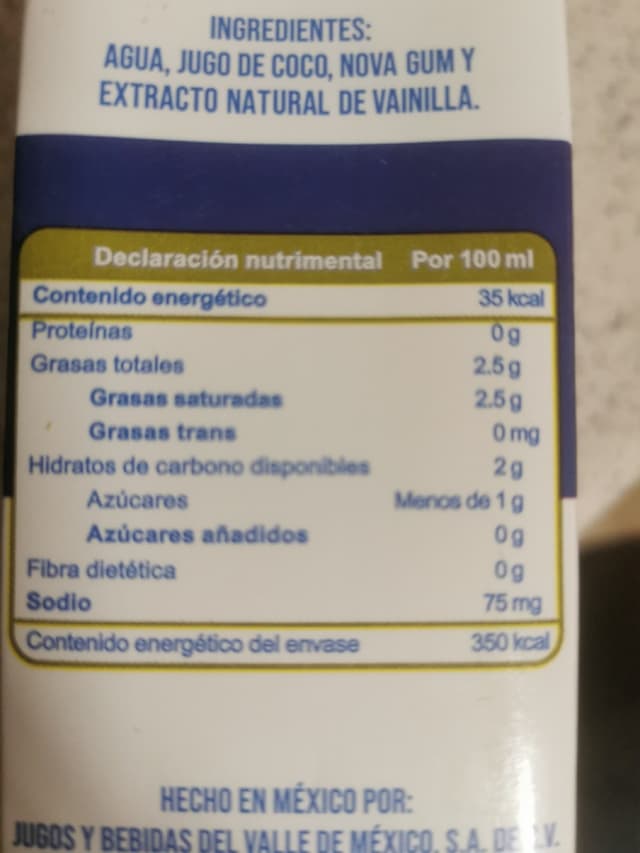 INGREDIENTES:
AGUA, JUGO DE COCO, NOVA GUM Y
EXTRACTO NATURAL DE VAINILLA.
Declaración nutrimental Por 100 ml
Contenido energético 35 kcal
Proteínas 0 g
Grasas totales 2.5 g
Grasas saturadas 2.5 g
Grasas trans 0 mg
Hidratos de carbono disponibles 2 g
Azúcares Menos de 1 g
Azúcares añadidos 0 g
Fibra dietética 0 g
Sodio 75 mg
Contenido energético del envase 350 kcal
HECHO EN MÉXICO POR:
JUGOS Y BEBIDAS DEL VALLE DE MÉXICO, S.A. DE